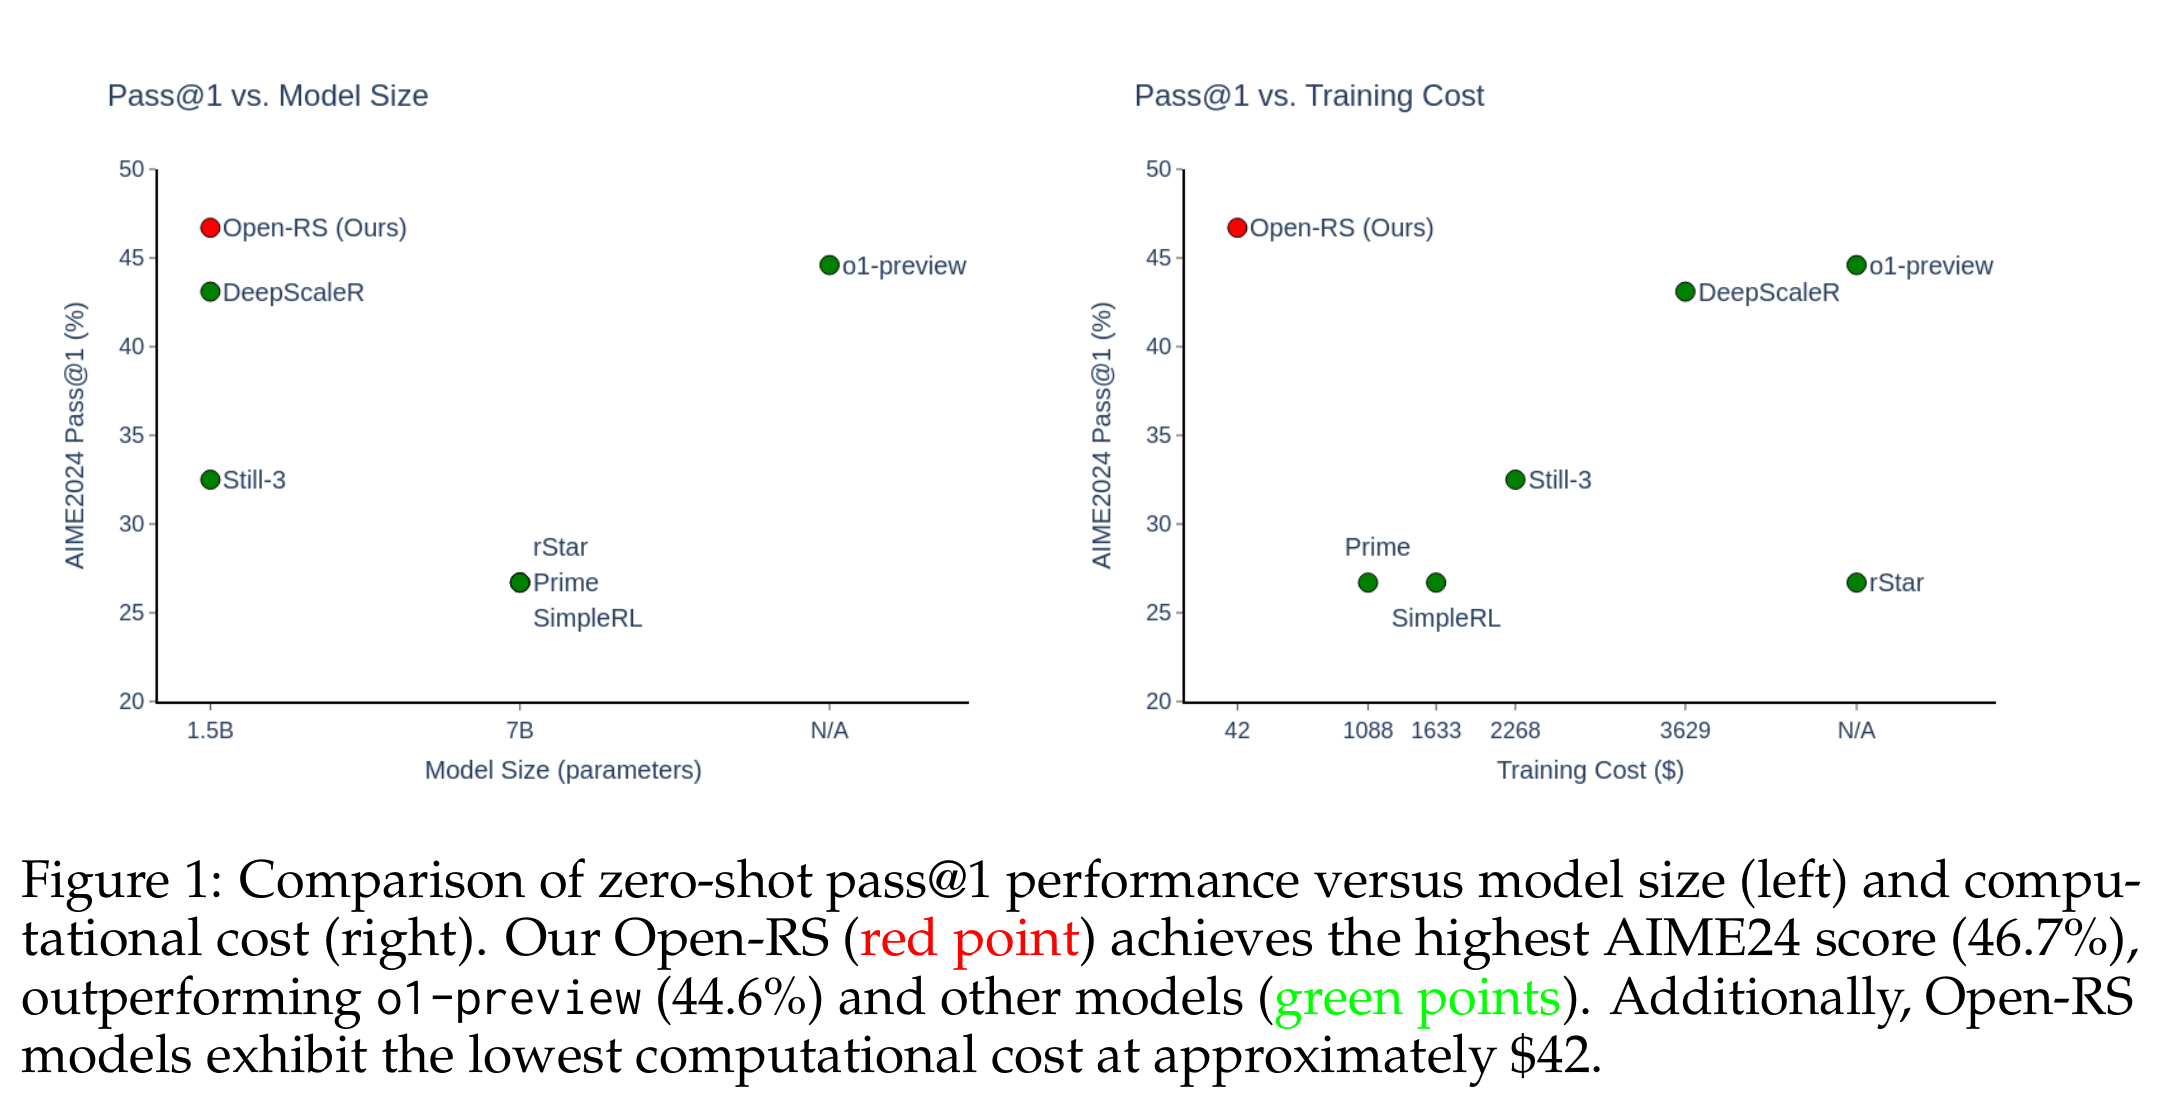 Pass@1 vs. Model Size
50
45
40
35
30
25
20
AIME2024 Pass@1 (%)
Open-RS (Ours)
DeepScaleR
o1-preview
Still-3
rStar
Prime
SimpleRL
1.5B 7B N/A
Model Size (parameters)
Pass@1 vs. Training Cost
50
45
40
35
30
25
20
AIME2024 Pass@1 (%)
Open-RS (Ours)
o1-preview
DeepScaleR
Still-3
Prime
rStar
SimpleRL
42 1088 1633 2268 3629 N/A
Training Cost ($)
Figure 1: Comparison of zero-shot pass@1 performance versus model size (left) and compu-
tational cost (right). Our Open-RS (red point) achieves the highest AIME24 score (46.7%),
outperforming o1-preview (44.6%) and other models (green points). Additionally, Open-RS
models exhibit the lowest computational cost at approximately $42.